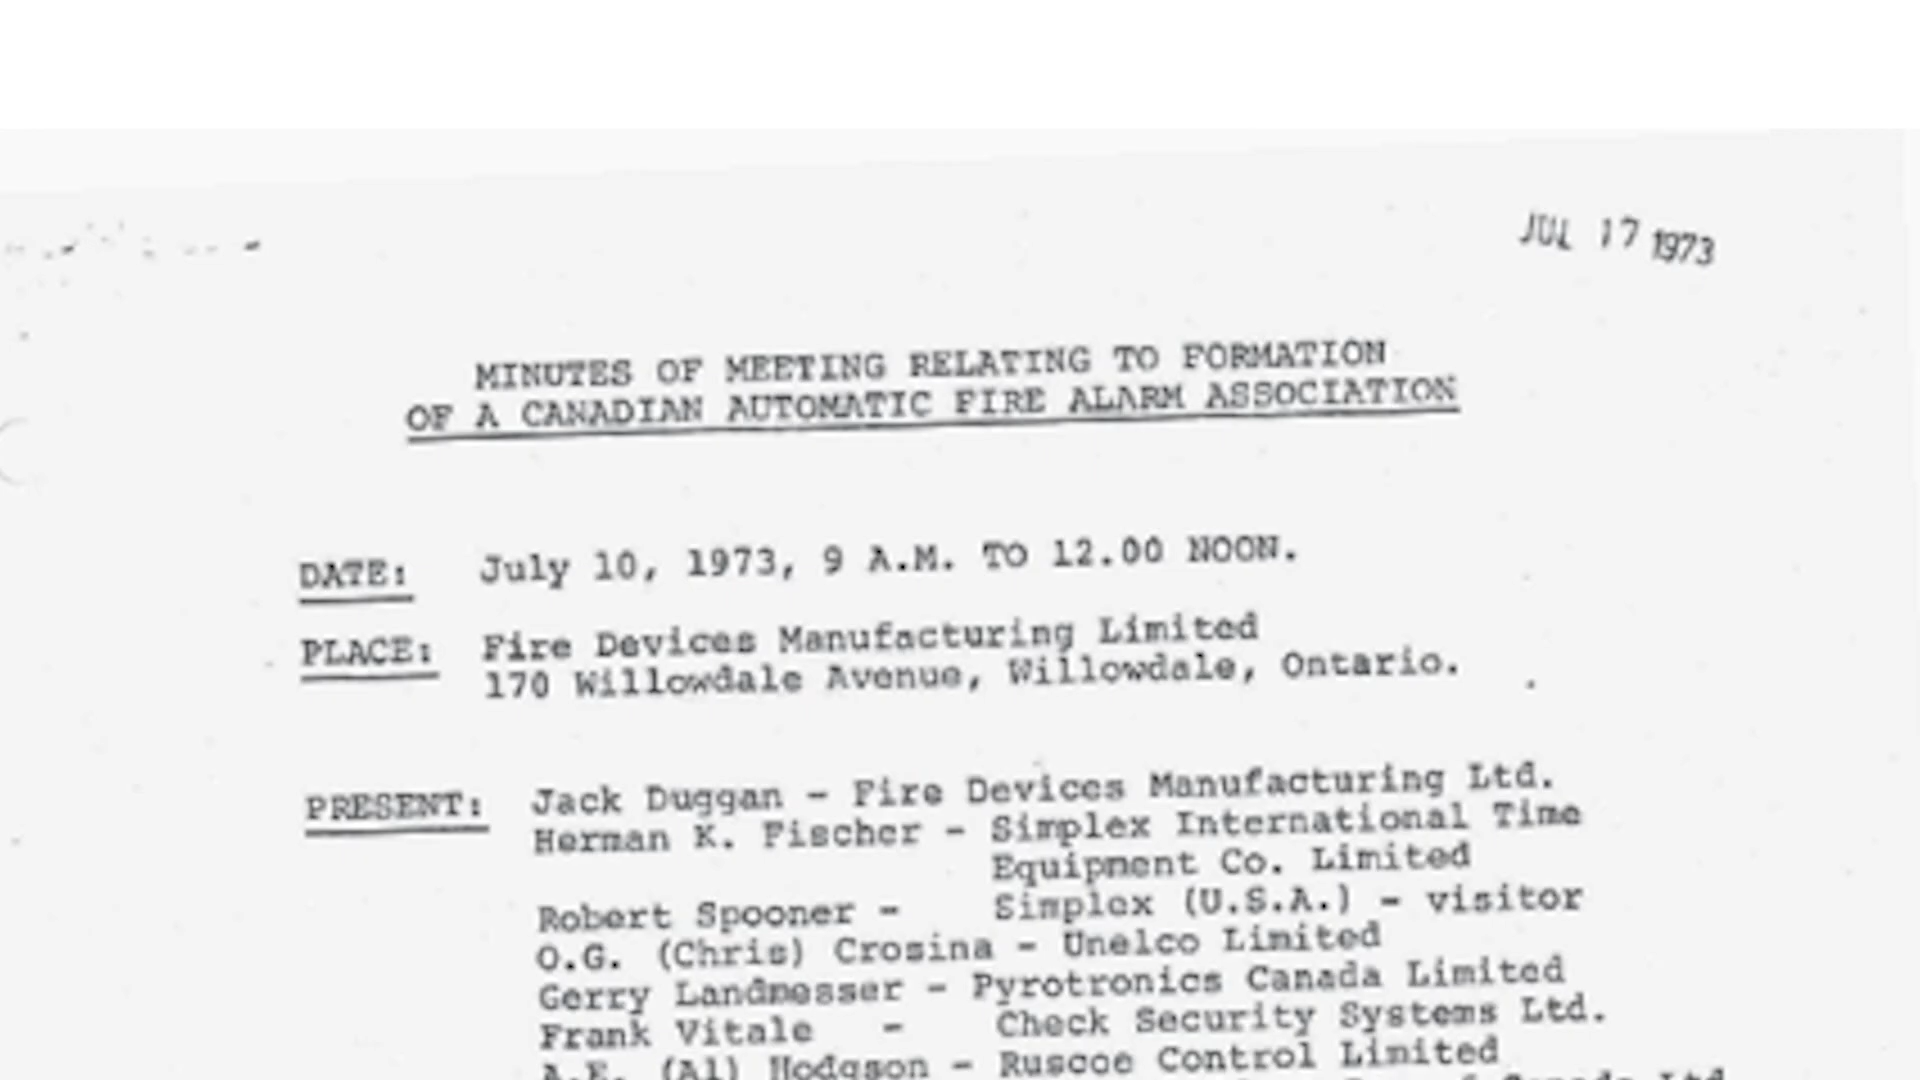 JUL 17 1973
MINUTES OF MEETING RELATING TO FORMATION
OF A CANADIAN AUTOMATIC FIRE ALARM ASSOCIATION
DATE: July 10, 1973, 9 A.M. TO 12.00 NOON.
PLACE: Fire Devices Manufacturing Limited
170 Willowdale Avenue, Willowdale, Ontario.
PRESENT: Jack Duggan - Fire Devices Manufacturing Ltd.
Herman K. Fischer - Simplex International Time
Equipment Co. Limited
Robert Spooner - Simplex (U.S.A.) - visitor
O.G. (Chris) Crosina - Unelco Limited
Gerry Landmesser - Pyrotronics Canada Limited
Frank Vitale - Check Security Systems Ltd.
A.E. (Al) Hodgson - Ruscoe Control Limited
Canada Ltd